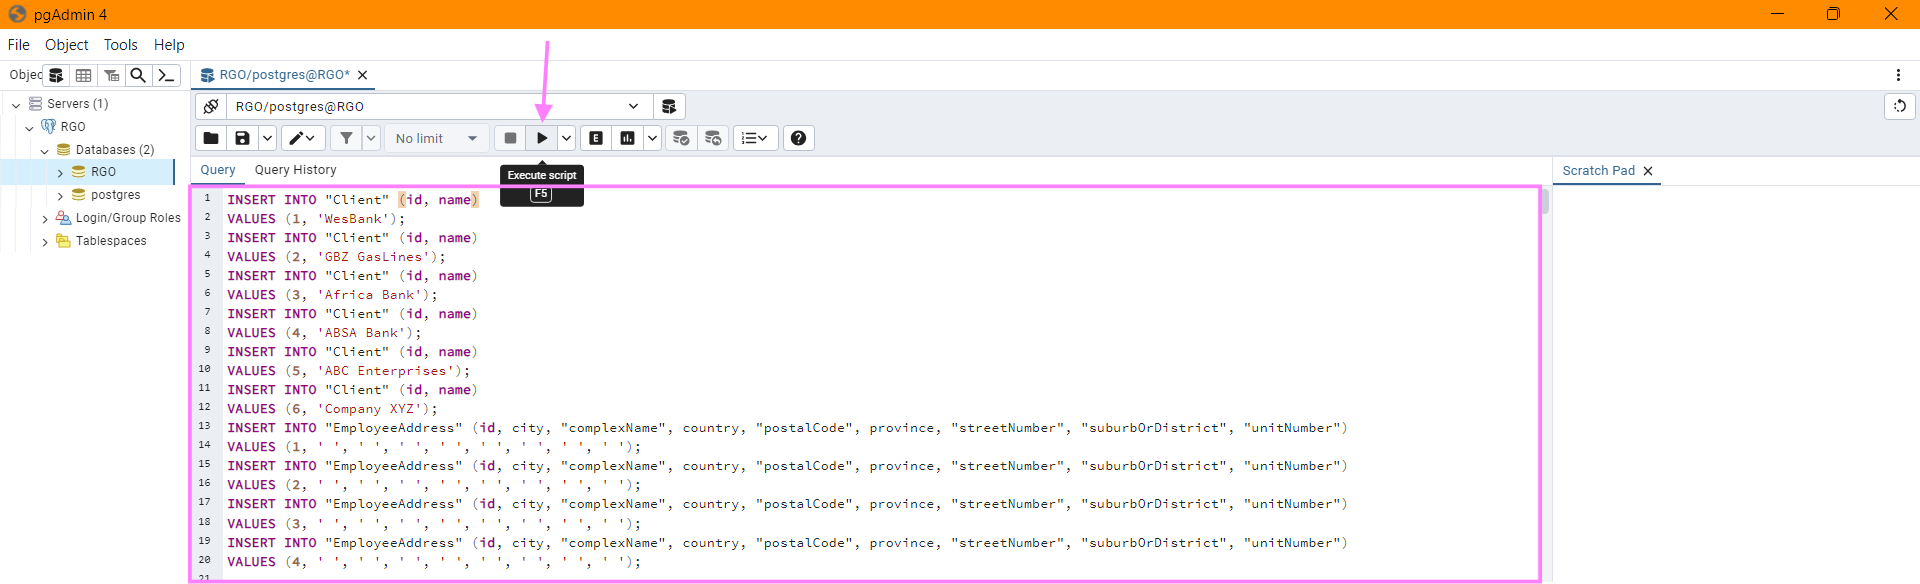 pgAdmin 4
File Object Tools Help
Objec
RGO/postgres@RGO*
Servers (1)
RGO/postgres@RGO
RGO
No limit
E
Databases (2)
RGO
Query Query History
Execute script
F5
Scratch Pad
postgres
Login/Group Roles
Tablespaces
1 INSERT INTO "Client" (id, name)
2 VALUES (1, 'WesBank');
3 INSERT INTO "Client" (id, name)
4 VALUES (2, 'GBZ GasLines');
5 INSERT INTO "Client" (id, name)
6 VALUES (3, 'Africa Bank');
7 INSERT INTO "Client" (id, name)
8 VALUES (4, 'ABSA Bank');
9 INSERT INTO "Client" (id, name)
10 VALUES (5, 'ABC Enterprises');
11 INSERT INTO "Client" (id, name)
12 VALUES (6, 'Company XYZ');
13 INSERT INTO "EmployeeAddress" (id, city, "complexName", country, "postalCode", province, "streetNumber", "suburbOrDistrict", "unitNumber")
14 VALUES (1, ' ', ' ', ' ', ' ', ' ', ' ', ' ', ' ');
15 INSERT INTO "EmployeeAddress" (id, city, "complexName", country, "postalCode", province, "streetNumber", "suburbOrDistrict", "unitNumber")
16 VALUES (2, ' ', ' ', ' ', ' ', ' ', ' ', ' ', ' ');
17 INSERT INTO "EmployeeAddress" (id, city, "complexName", country, "postalCode", province, "streetNumber", "suburbOrDistrict", "unitNumber")
18 VALUES (3, ' ', ' ', ' ', ' ', ' ', ' ', ' ', ' ');
19 INSERT INTO "EmployeeAddress" (id, city, "complexName", country, "postalCode", province, "streetNumber", "suburbOrDistrict", "unitNumber")
20 VALUES (4, ' ', ' ', ' ', ' ', ' ', ' ', ' ', ' ');
21